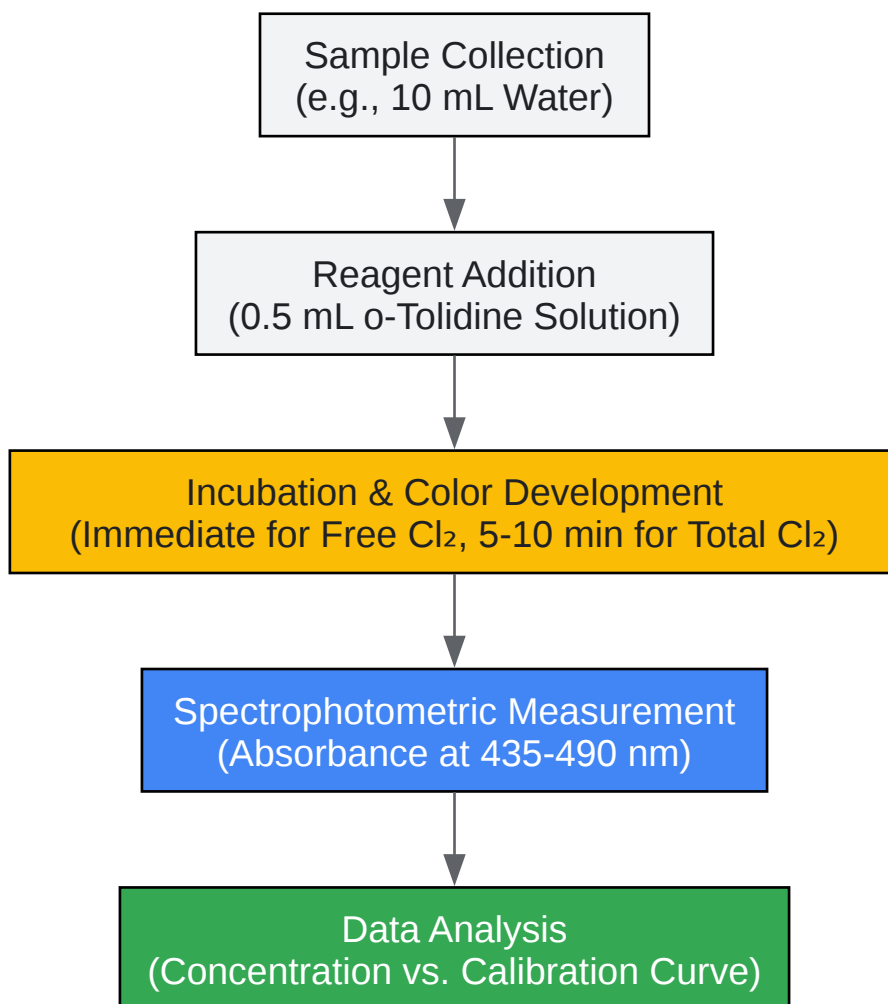 Sample Collection
(e.g., 10 mL Water)
Reagent Addition
(0.5 mL o-Tolidine Solution)
Incubation & Color Development
(Immediate for Free Cl₂, 5-10 min for Total Cl₂)
Spectrophotometric Measurement
(Absorbance at 435-490 nm)
Data Analysis
(Concentration vs. Calibration Curve)